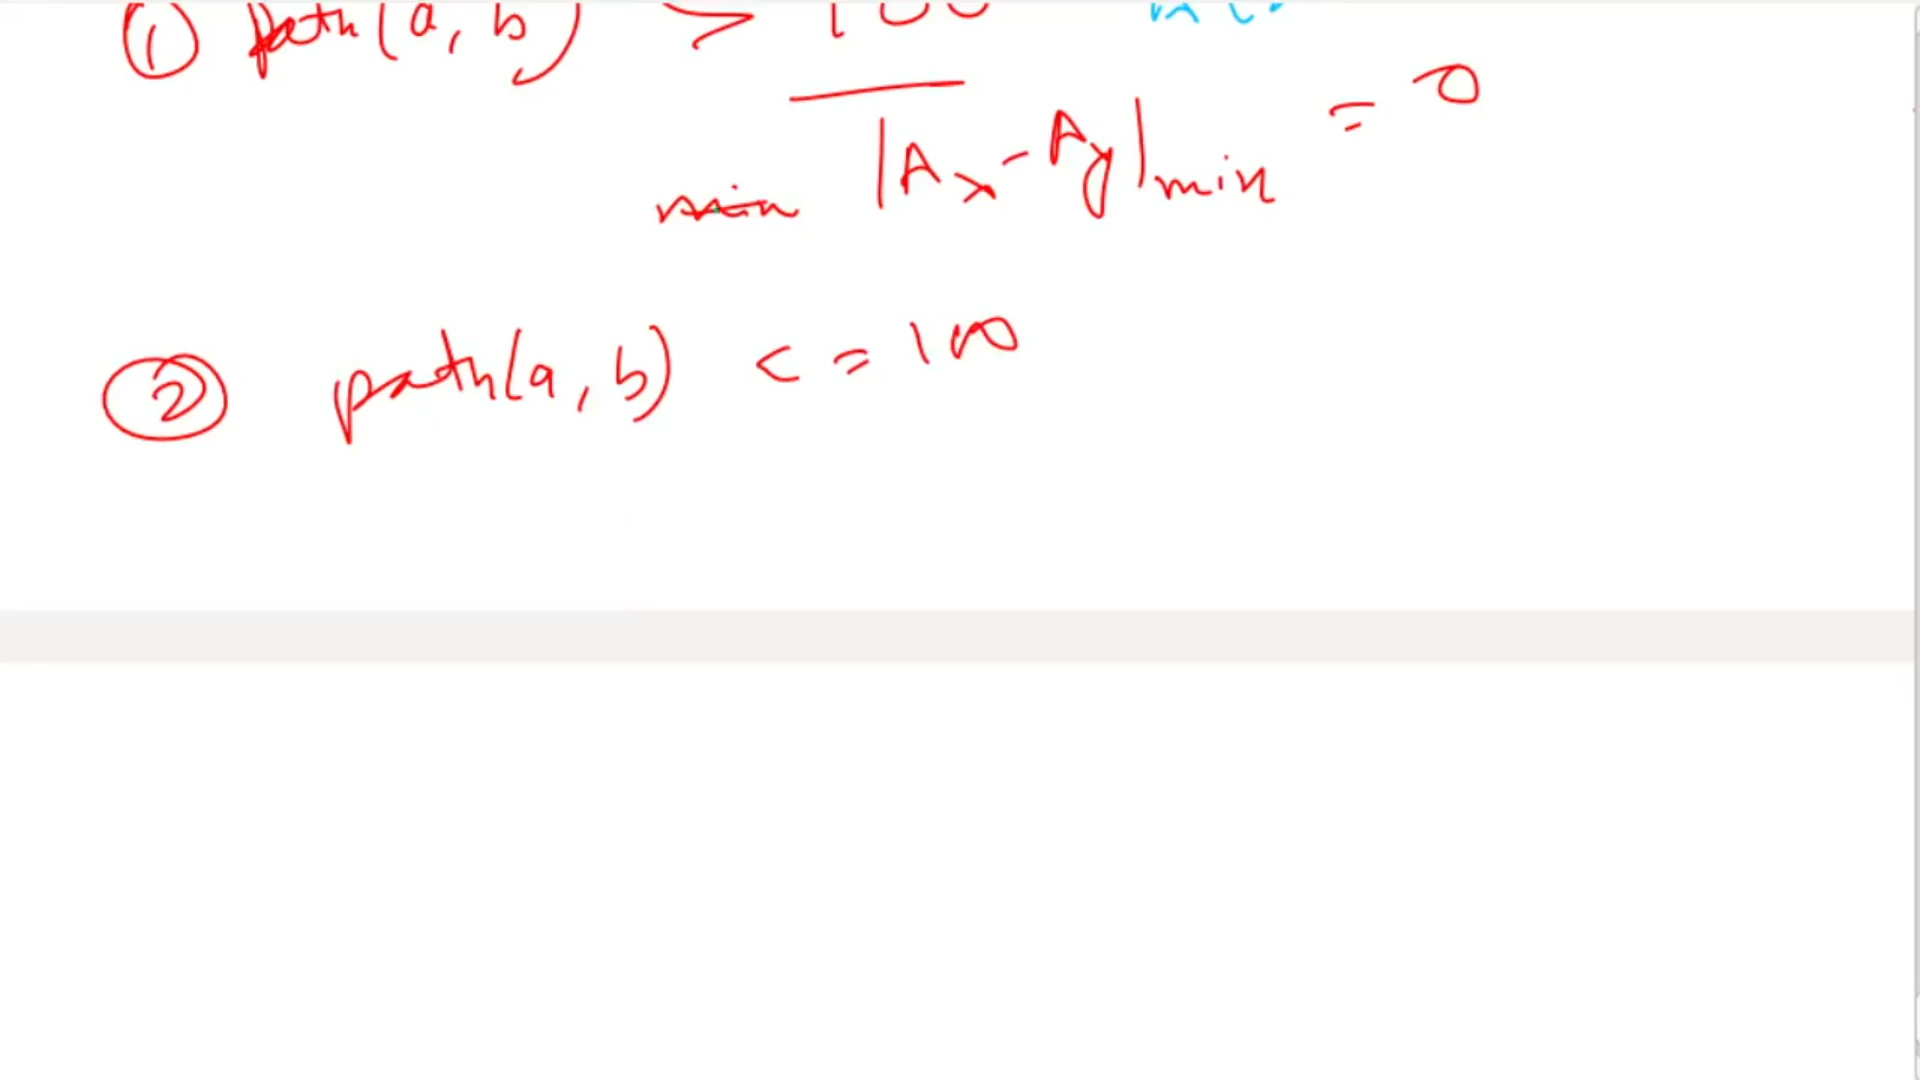 ① path(a, b) > 100
min |Ax - Ay|min = 0
② path(a, b) <= 100